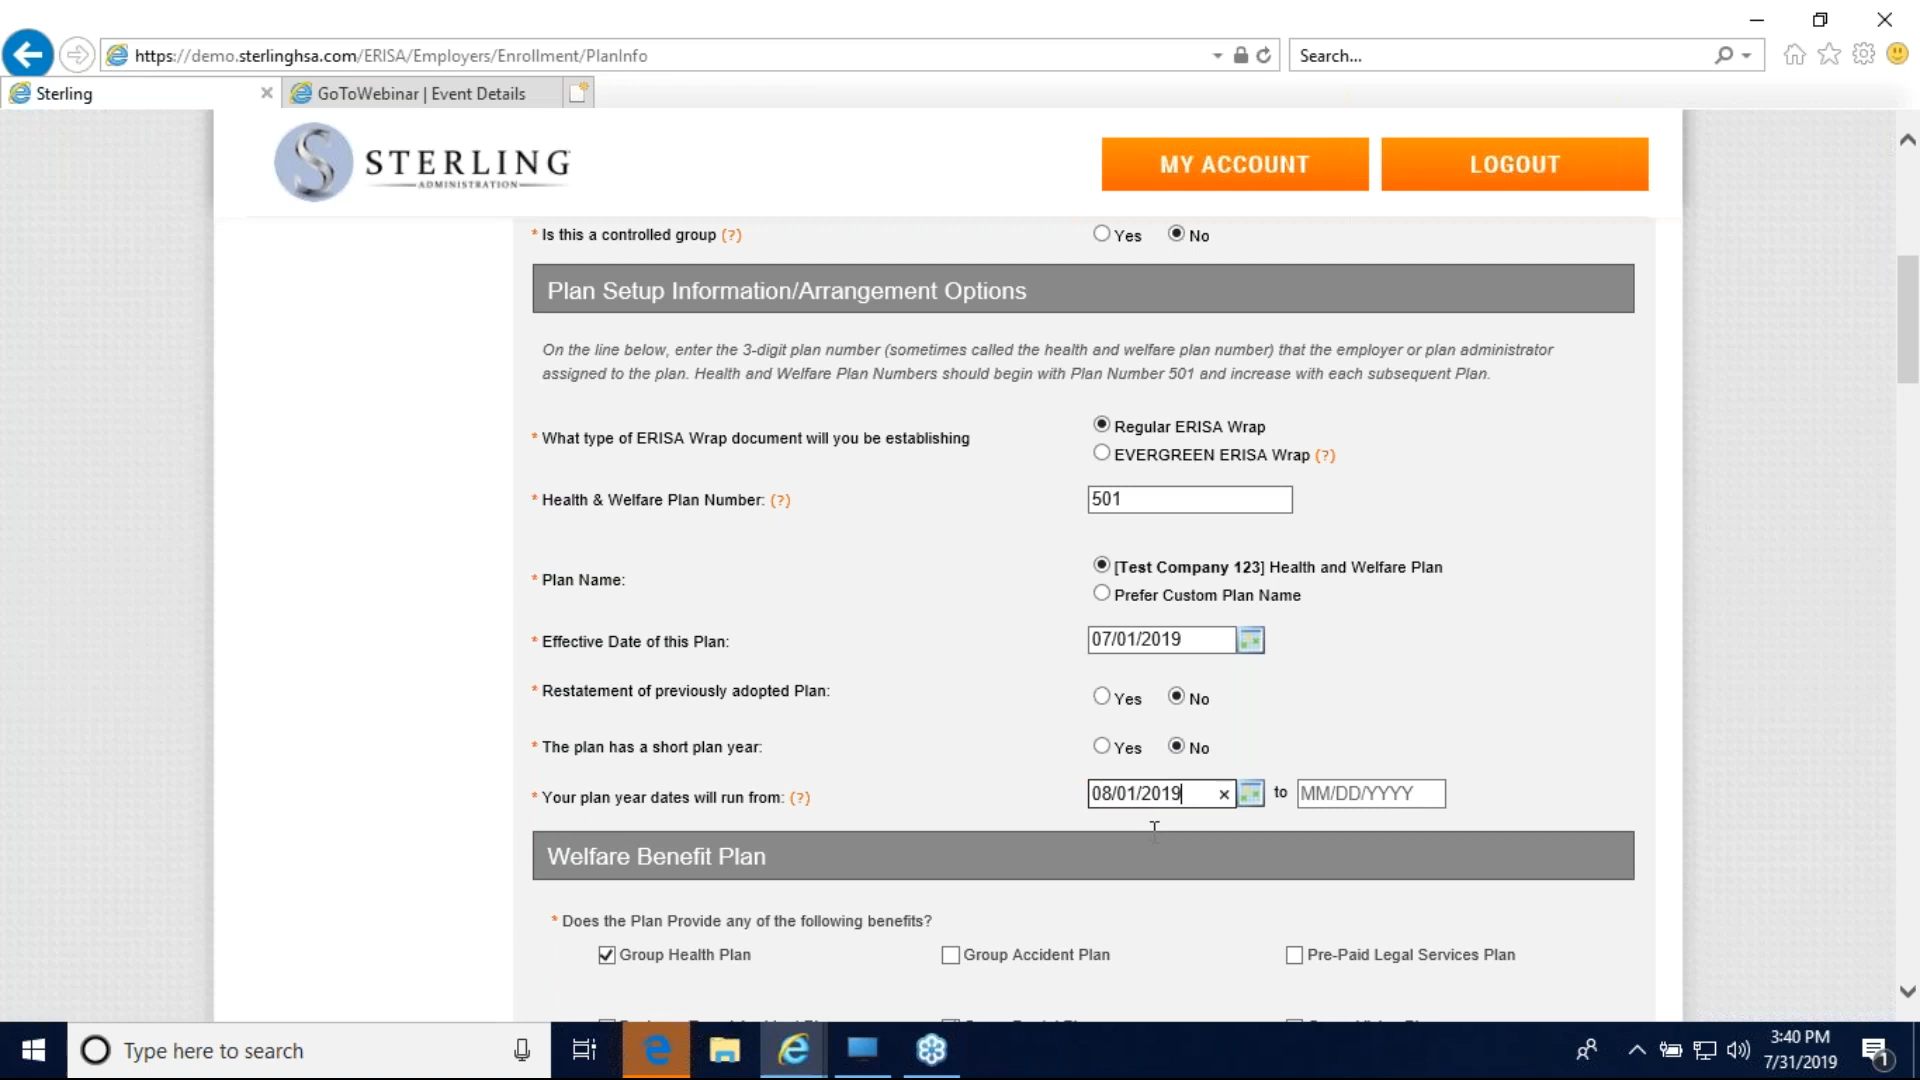 https://demo.sterlinghsa.com/ERISA/Employers/Enrollment/PlanInfo
Search...
Sterling
GoToWebinar | Event Details
STERLING
ADMINISTRATION
MY ACCOUNT
LOGOUT
* Is this a controlled group (?)
Yes No
Plan Setup Information/Arrangement Options
On the line below, enter the 3-digit plan number (sometimes called the health and welfare plan number) that the employer or plan administrator
assigned to the plan. Health and Welfare Plan Numbers should begin with Plan Number 501 and increase with each subsequent Plan.
* What type of ERISA Wrap document will you be establishing
Regular ERISA Wrap
EVERGREEN ERISA Wrap (?)
* Health & Welfare Plan Number: (?)
501
* Plan Name:
[Test Company 123] Health and Welfare Plan
Prefer Custom Plan Name
* Effective Date of this Plan:
07/01/2019
* Restatement of previously adopted Plan:
Yes No
* The plan has a short plan year:
Yes No
* Your plan year dates will run from: (?)
08/01/2019 to MM/DD/YYYY
Welfare Benefit Plan
* Does the Plan Provide any of the following benefits?
Group Health Plan
Group Accident Plan
Pre-Paid Legal Services Plan
Type here to search
3:40 PM
7/31/2019
1